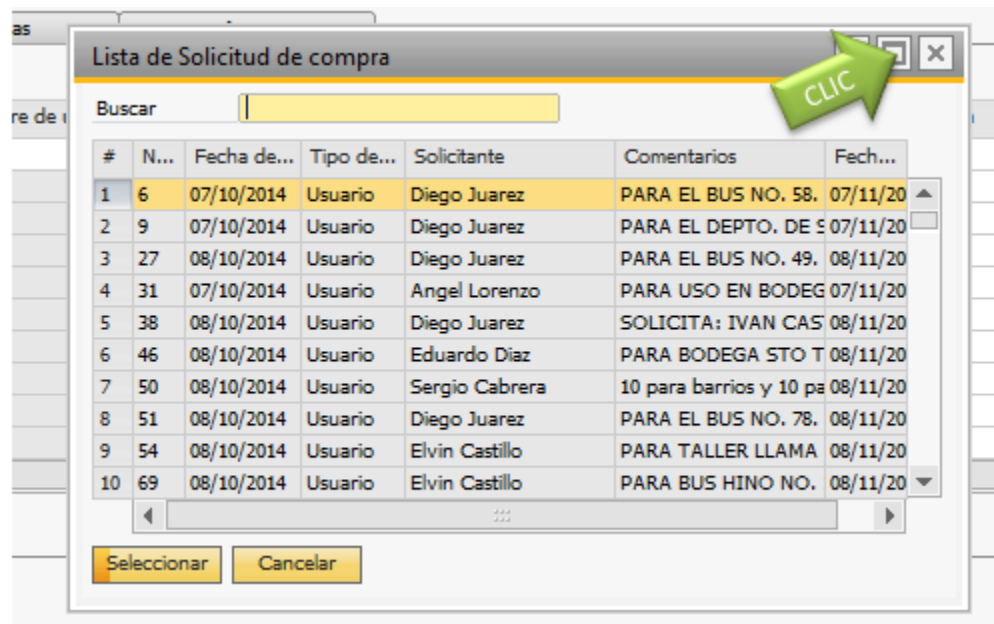 as
Lista de Solicitud de compra
CLIC
Buscar
re de
# N... Fecha de... Tipo de... Solicitante Comentarios Fech...
1 6 07/10/2014 Usuario Diego Juarez PARA EL BUS NO. 58. 07/11/20
2 9 07/10/2014 Usuario Diego Juarez PARA EL DEPTO. DE S 07/11/20
3 27 08/10/2014 Usuario Diego Juarez PARA EL BUS NO. 49. 08/11/20
4 31 07/10/2014 Usuario Angel Lorenzo PARA USO EN BODEG 07/11/20
5 38 08/10/2014 Usuario Diego Juarez SOLICITA: IVAN CAS 08/11/20
6 46 08/10/2014 Usuario Eduardo Diaz PARA BODEGA STO T 08/11/20
7 50 08/10/2014 Usuario Sergio Cabrera 10 para barrios y 10 pa 08/11/20
8 51 08/10/2014 Usuario Diego Juarez PARA EL BUS NO. 78. 08/11/20
9 54 08/10/2014 Usuario Elvin Castillo PARA TALLER LLAMA 08/11/20
10 69 08/10/2014 Usuario Elvin Castillo PARA BUS HINO NO. 08/11/20
Seleccionar Cancelar